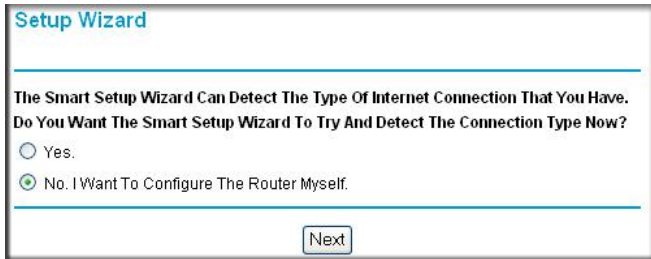 Setup Wizard
The Smart Setup Wizard Can Detect The Type Of Internet Connection That You Have.
Do You Want The Smart Setup Wizard To Try And Detect The Connection Type Now?
Yes.
No. I Want To Configure The Router Myself.
Next